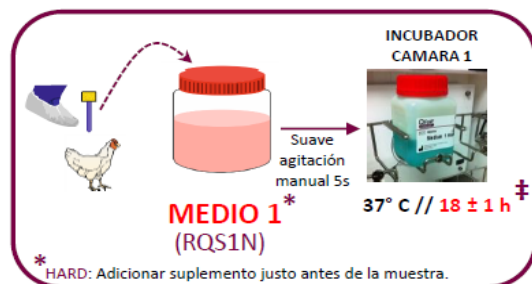 INCUBADOR
CAMARA 1
Suave
agitación
manual 5s
MEDIO 1*
(RQS1N)
37° C // 18 ± 1 h ‡
*HARD: Adicionar suplemento justo antes de la muestra.